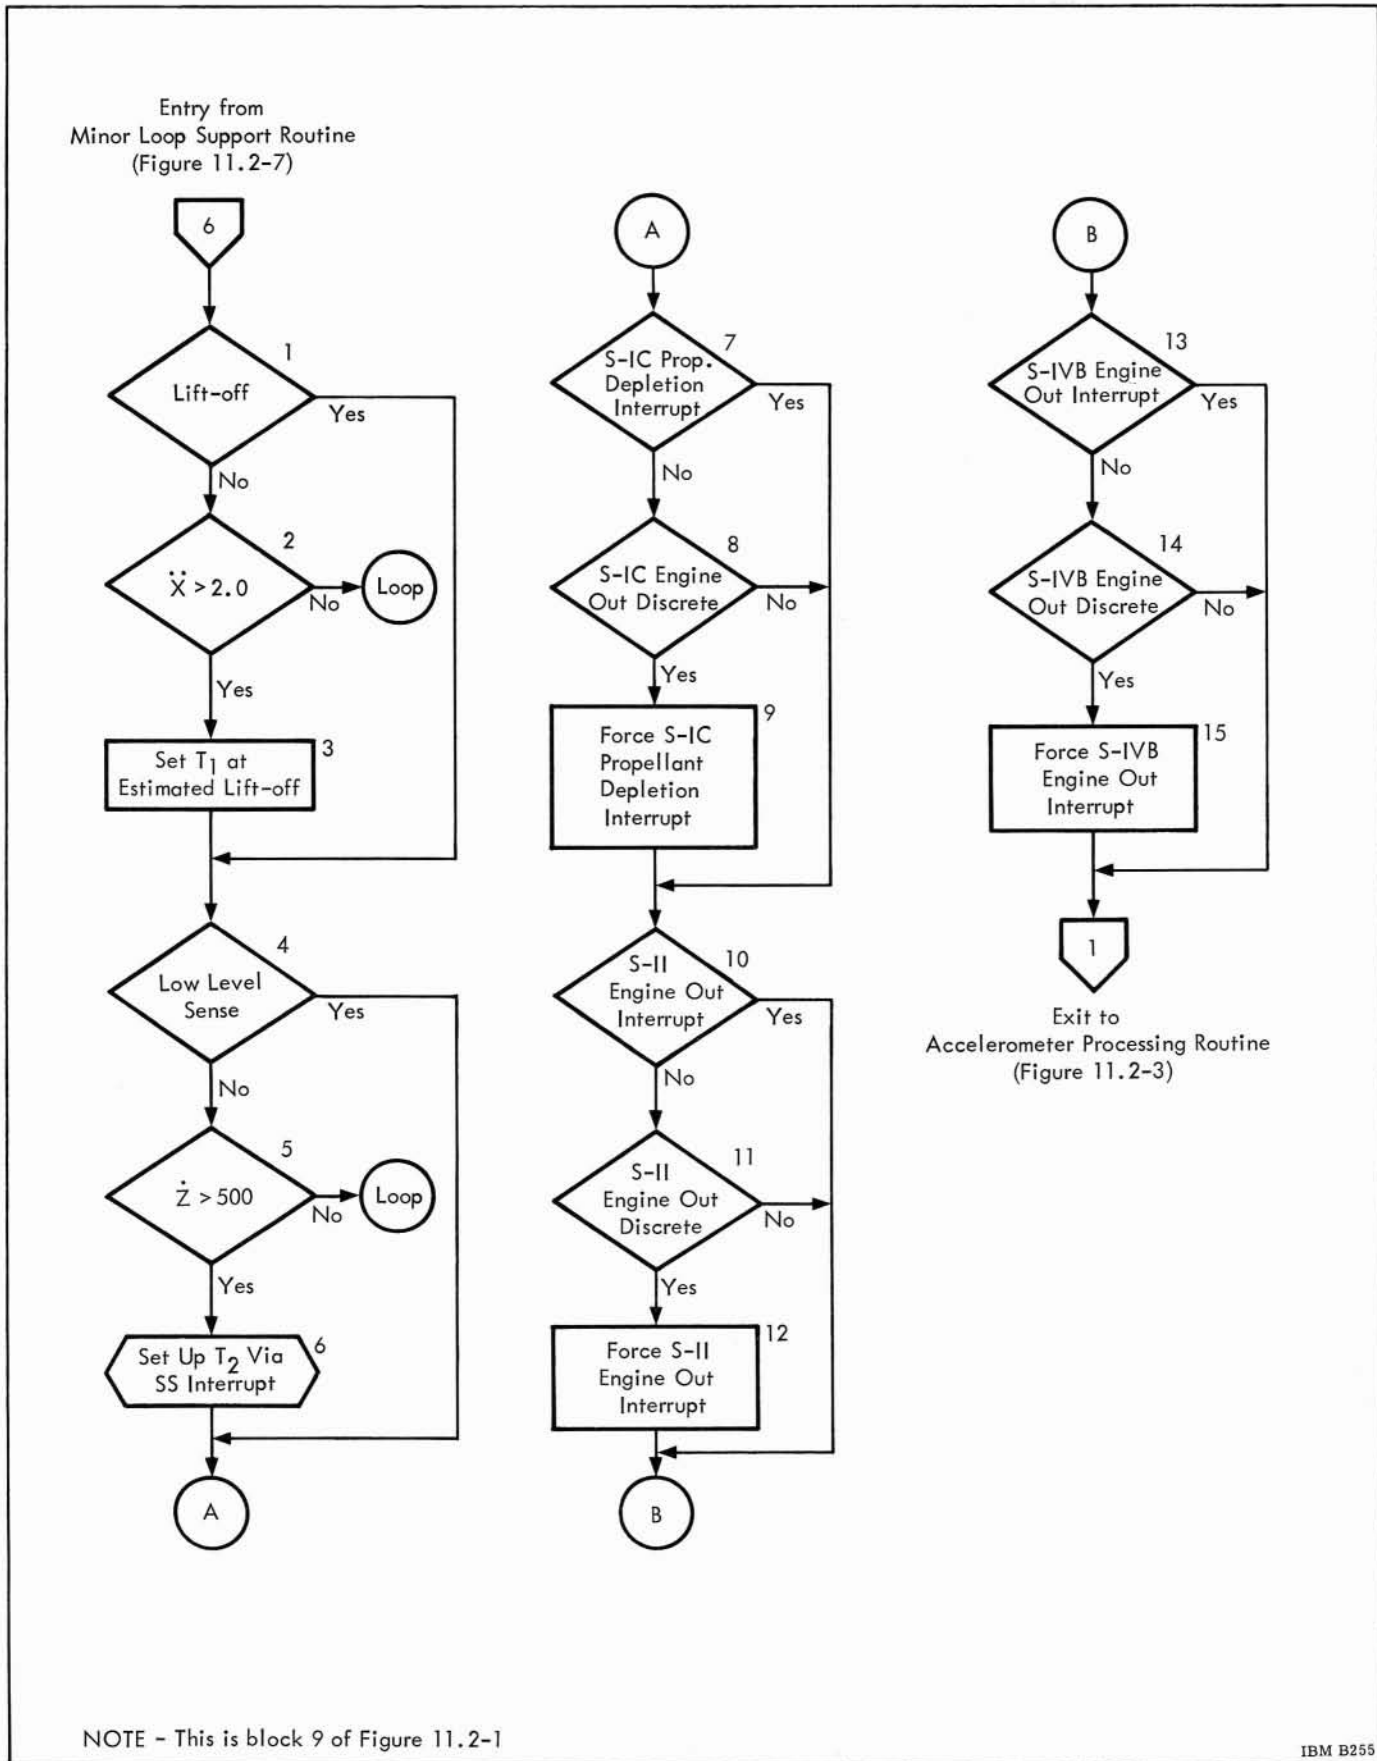 Entry from
Minor Loop Support Routine
(Figure 11.2-7)
6
1
Lift-off
Yes
No
2
Ẍ > 2.0
No
Loop
Yes
3
Set T1 at
Estimated Lift-off
4
Low Level
Sense
Yes
No
5
Ż > 500
No
Loop
Yes
6
Set Up T2 Via
SS Interrupt
A
A
7
S-IC Prop.
Depletion
Interrupt
Yes
No
8
S-IC Engine
Out Discrete
No
Yes
9
Force S-IC
Propellant
Depletion
Interrupt
10
S-II
Engine Out
Interrupt
Yes
No
11
S-II
Engine Out
Discrete
No
Yes
12
Force S-II
Engine Out
Interrupt
B
B
13
S-IVB Engine
Out Interrupt
Yes
No
14
S-IVB Engine
Out Discrete
No
Yes
15
Force S-IVB
Engine Out
Interrupt
1
Exit to
Accelerometer Processing Routine
(Figure 11.2-3)
NOTE - This is block 9 of Figure 11.2-1
IBM B255